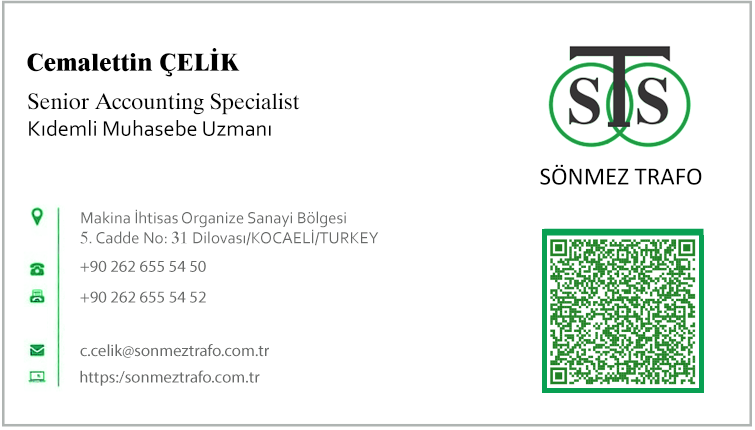 Cemalettin ÇELİK
Senior Accounting Specialist
Kıdemli Muhasebe Uzmanı
STS
SÖNMEZ TRAFO
Makina İhtisas Organize Sanayi Bölgesi
5. Cadde No: 31 Dilovası/KOCAELİ/TURKEY
+90 262 655 54 50
+90 262 655 54 52
c.celik@sonmeztrafo.com.tr
https:/sonmeztrafo.com.tr